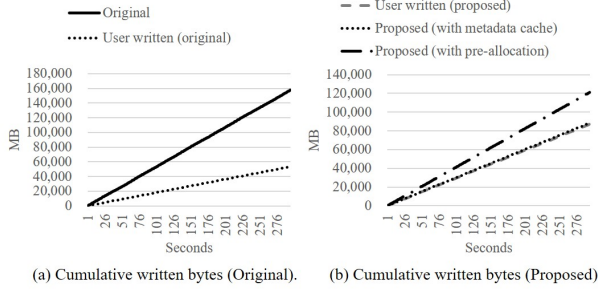 Original
User written (original)
180,000
160,000
140,000
120,000
100,000
80,000
60,000
40,000
20,000
0
MB
1 26 51 76 101 126 151 176 201 226 251 276
Seconds
(a) Cumulative written bytes (Original).
User written (proposed)
Proposed (with metadata cache)
Proposed (with pre-allocation)
140,000
120,000
100,000
80,000
60,000
40,000
20,000
0
MB
1 26 51 76 101 126 151 176 201 226 251 276
Seconds
(b) Cumulative written bytes (Proposed)